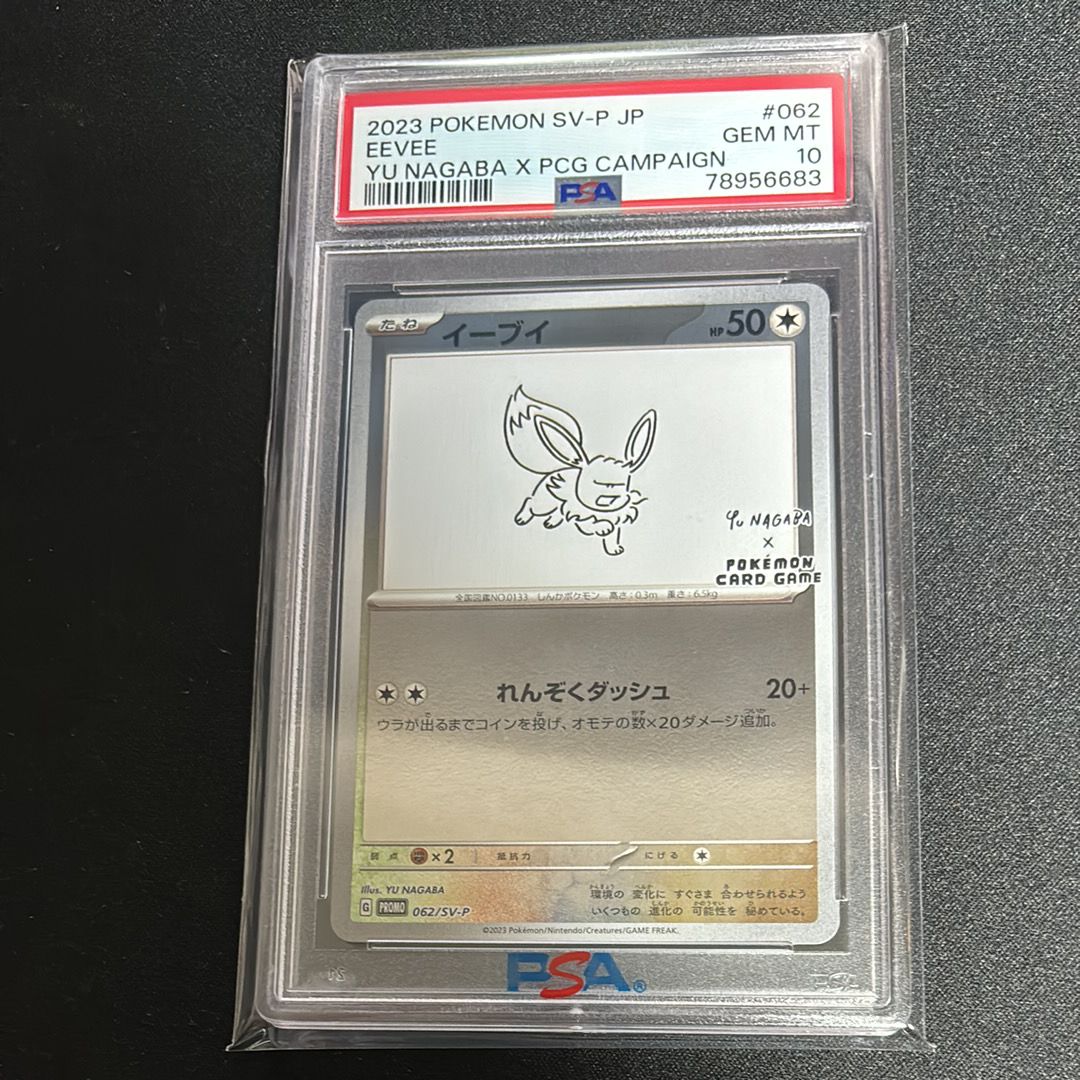 2023 POKEMON SV-P JP #062
EEVEE GEM MT
YU NAGABA X PCG CAMPAIGN 10
PSA 78956683
たね イーブイ HP 50
Yu NAGABA
×
POKÉMON
CARD GAME
全国図鑑NO.0133 しんかポケモン 高さ:0.3m 重さ:6.5kg
れんぞくダッシュ 20+
ウラが出るまでコインを投げ、オモテの数×20ダメージ追加。
弱点 ×2 抵抗力 にげる
Illus. YU NAGABA
G PROMO 062/SV-P
環境の 変化に すぐさま 合わせられるよう
いくつもの 進化の 可能性を 秘めている。
©2023 Pokémon/Nintendo/Creatures/GAME FREAK.
PSA®